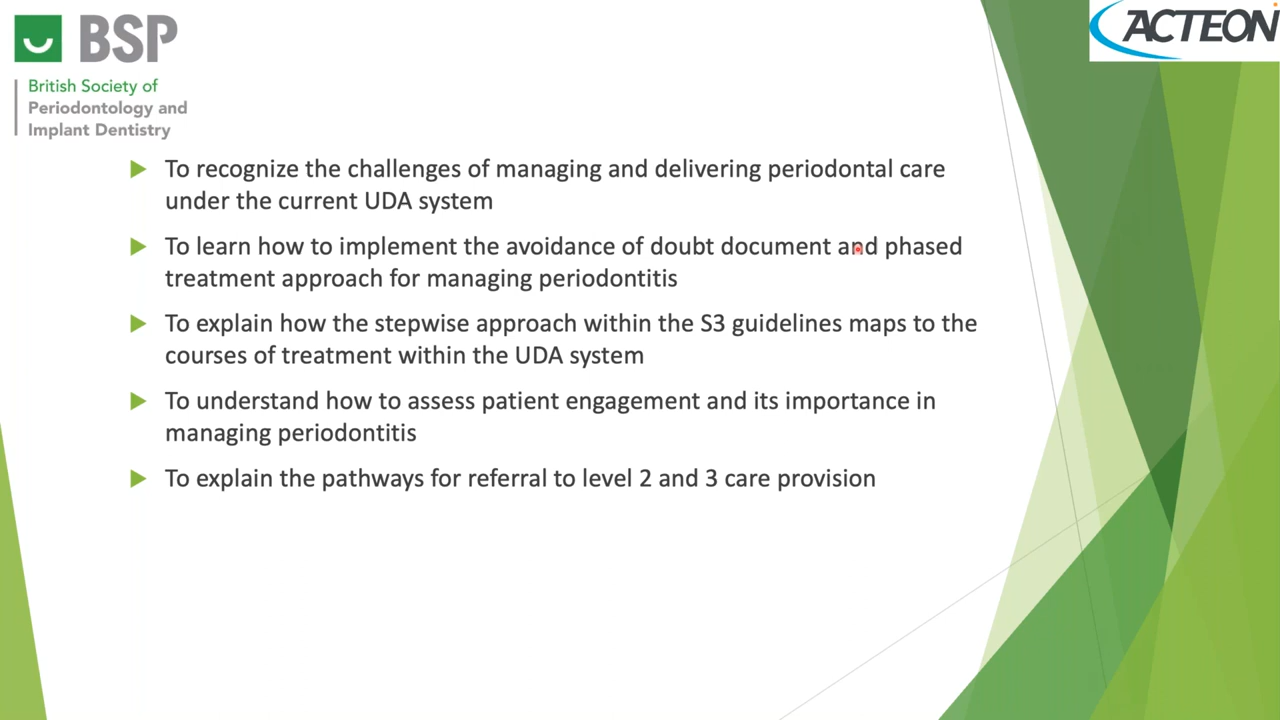 BSP
British Society of
Periodontology and
Implant Dentistry
ACTEON
To recognize the challenges of managing and delivering periodontal care
under the current UDA system
To learn how to implement the avoidance of doubt document and phased
treatment approach for managing periodontitis
To explain how the stepwise approach within the S3 guidelines maps to the
courses of treatment within the UDA system
To understand how to assess patient engagement and its importance in
managing periodontitis
To explain the pathways for referral to level 2 and 3 care provision